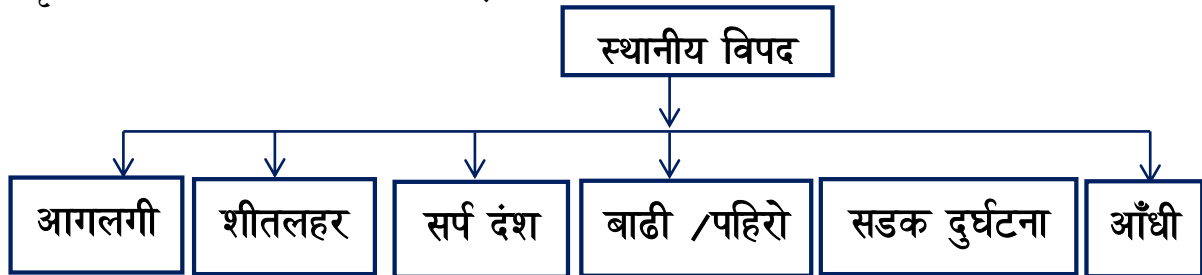 स्थानीय विपद
आगलगी शीतलहर सर्प दंश बाढी /पहिरो सडक दुर्घटना आँधी